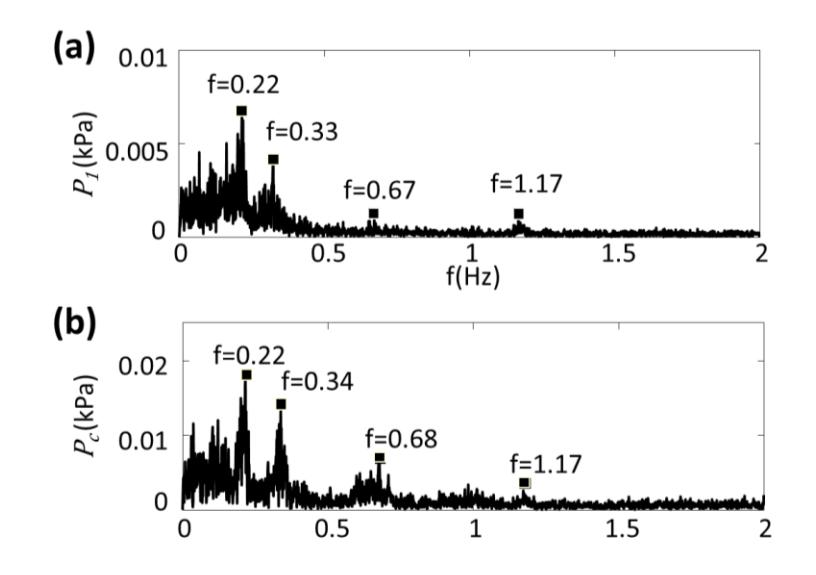 (a)
0.01
f=0.22
f=0.33
P1(kPa)
0.005
f=0.67
f=1.17
0
0 0.5 1 1.5 2
f(Hz)
(b)
f=0.22
0.02
f=0.34
Pc(kPa)
0.01
f=0.68
f=1.17
0
0 0.5 1 1.5 2